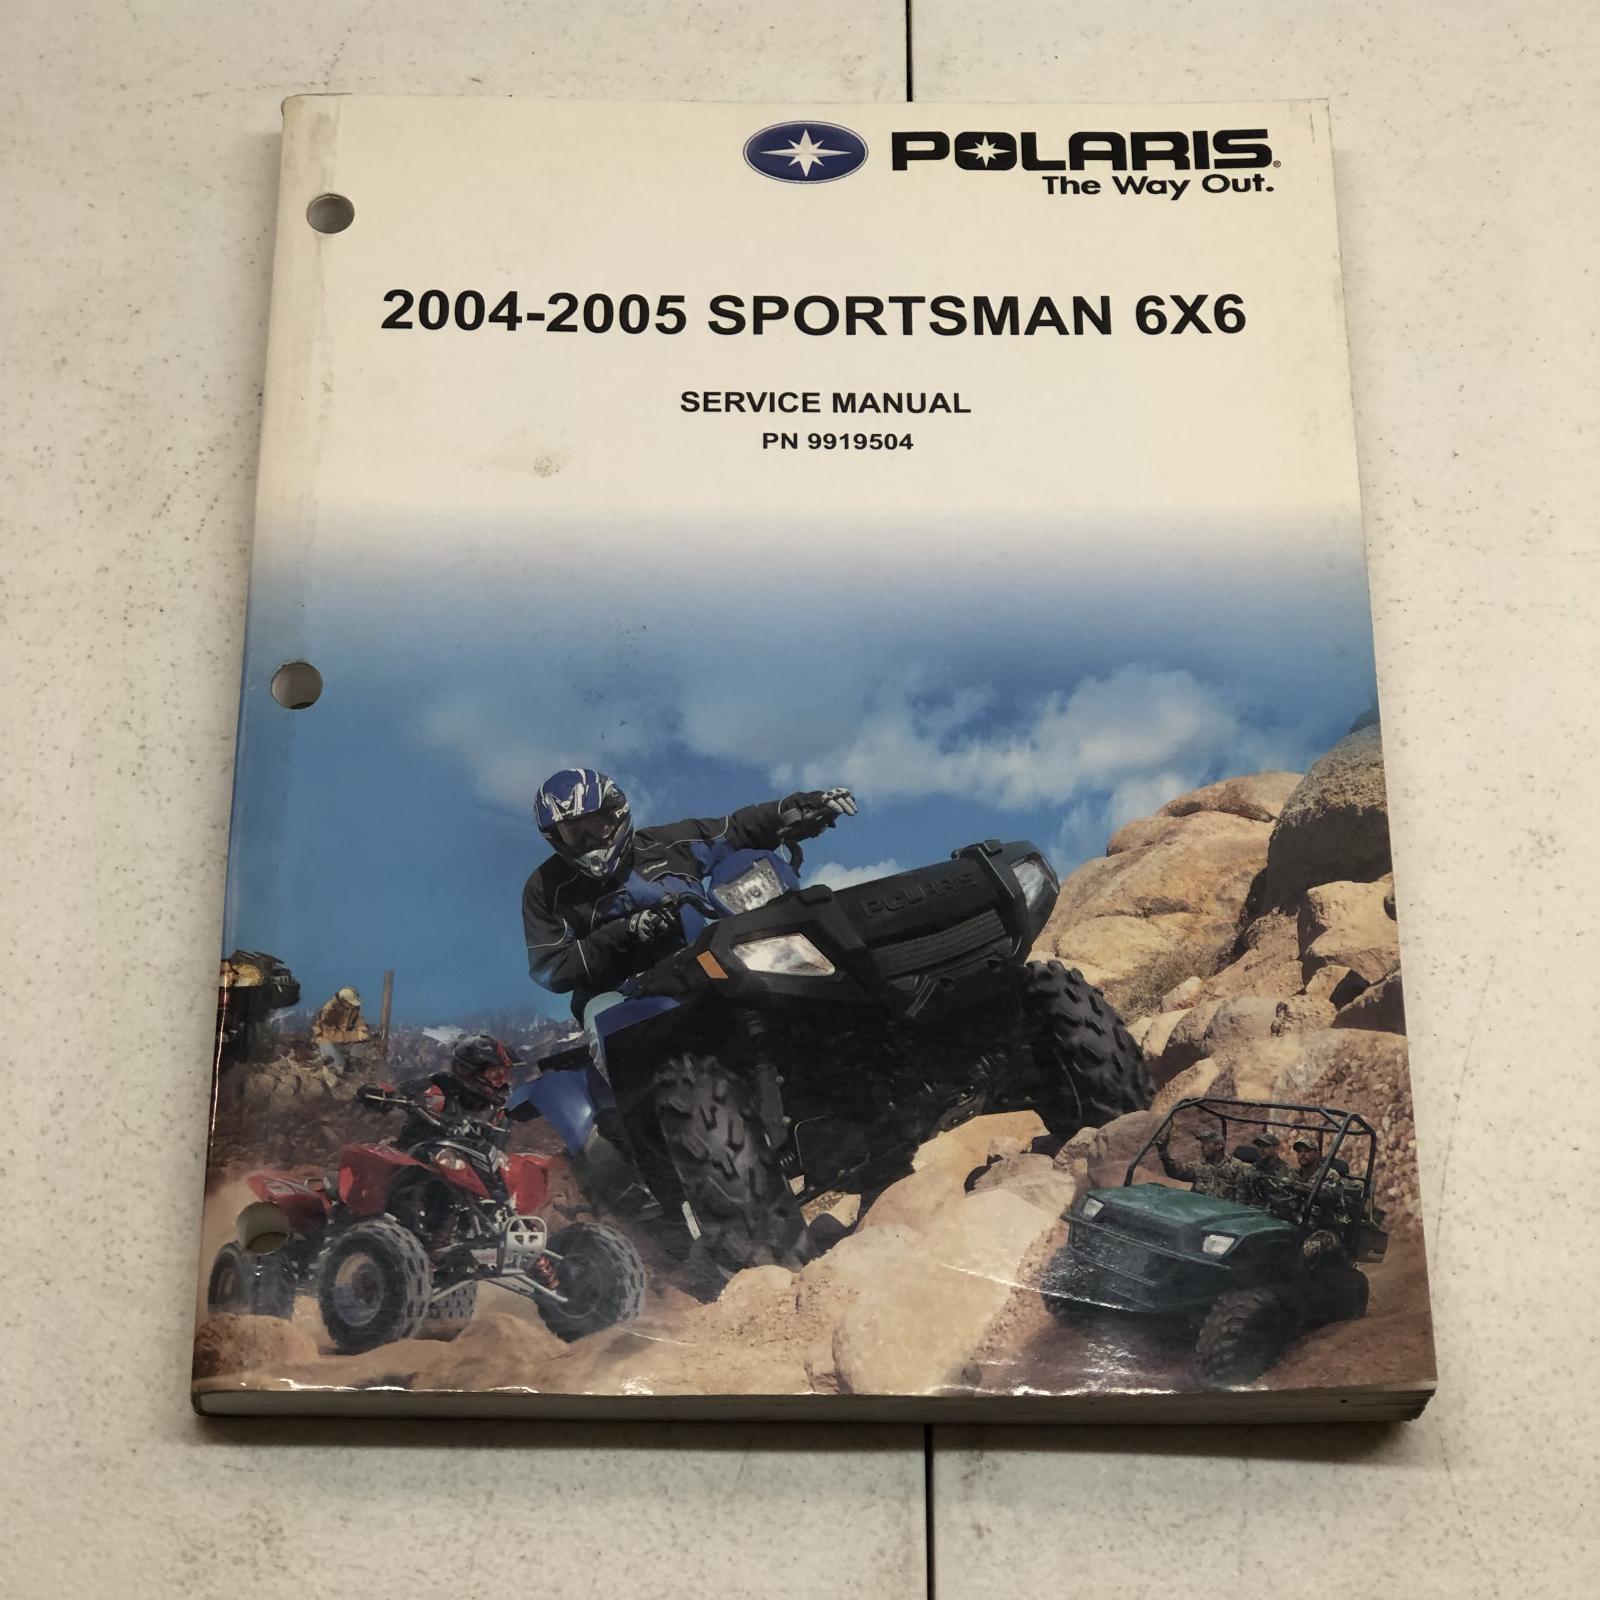 POLARIS®
The Way Out.
2004-2005 SPORTSMAN 6X6
SERVICE MANUAL
PN 9919504
POLARIS